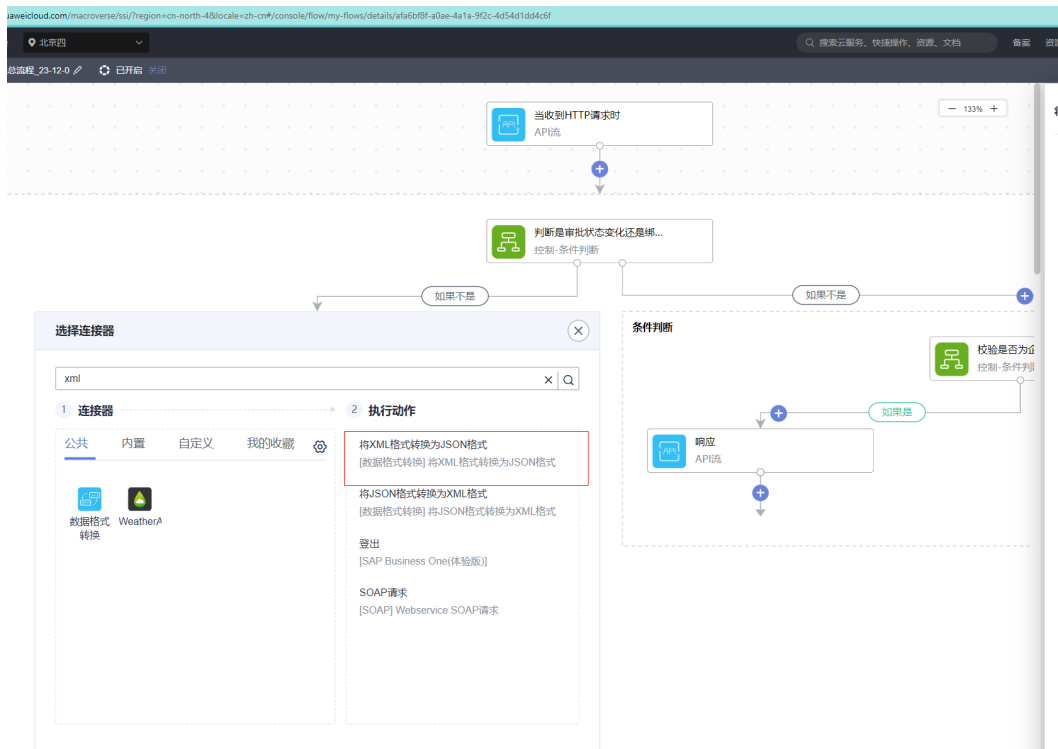 uaweicloud.com/macroverse/ssi/?region=cn-north-4&locale=zh-cn#/console/flow/my-flows/details/afa6bf8f-a0ae-4a1a-9f2c-4d54d1dd4c6f
北京四
搜索云服务、快捷操作、资源、文档
备案
资源
总流程_23-12-0
已开启 关闭
当收到HTTP请求时
API流
133%
判断是审批状态变化还是绑...
控制-条件判断
如果不是
如果不是
选择连接器
条件判断
校验是否为企
控制-条件判
xml
1 连接器
2 执行动作
如果是
公共 内置 自定义 我的收藏
将XML格式转换为JSON格式
[数据格式转换] 将XML格式转换为JSON格式
响应
API流
将JSON格式转换为XML格式
[数据格式转换] 将JSON格式转换为XML格式
数据格式
转换
WeatherA
登出
[SAP Business One(体验版)]
SOAP请求
[SOAP] Webservice SOAP请求